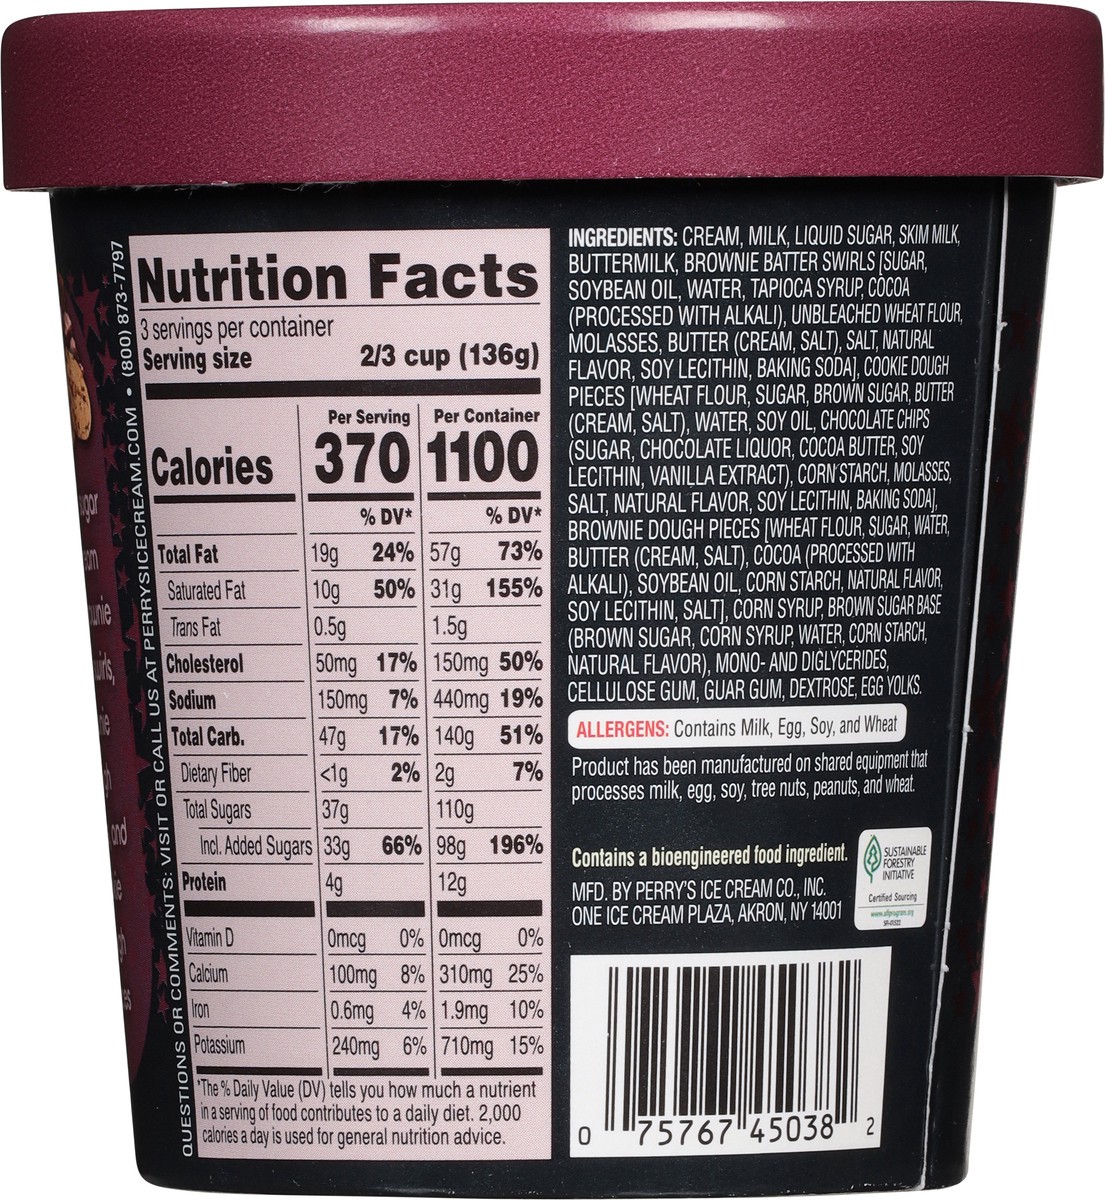 QUESTIONS OR COMMENTS: VISIT OR CALL US AT PERRYSICECREAM.COM • (800) 873-7797
Nutrition Facts
3 servings per container
Serving size 2/3 cup (136g)
Per Serving Per Container
Calories 370 1100
% DV* % DV*
Total Fat 19g 24% 57g 73%
Saturated Fat 10g 50% 31g 155%
Trans Fat 0.5g 1.5g
Cholesterol 50mg 17% 150mg 50%
Sodium 150mg 7% 440mg 19%
Total Carb. 47g 17% 140g 51%
Dietary Fiber <1g 2% 2g 7%
Total Sugars 37g 110g
Incl. Added Sugars 33g 66% 98g 196%
Protein 4g 12g
Vitamin D 0mcg 0% 0mcg 0%
Calcium 100mg 8% 310mg 25%
Iron 0.6mg 4% 1.9mg 10%
Potassium 240mg 6% 710mg 15%
*The % Daily Value (DV) tells you how much a nutrient
in a serving of food contributes to a daily diet. 2,000
calories a day is used for general nutrition advice.
INGREDIENTS: CREAM, MILK, LIQUID SUGAR, SKIM MILK,
BUTTERMILK, BROWNIE BATTER SWIRLS [SUGAR,
SOYBEAN OIL, WATER, TAPIOCA SYRUP, COCOA
(PROCESSED WITH ALKALI), UNBLEACHED WHEAT FLOUR,
MOLASSES, BUTTER (CREAM, SALT), SALT, NATURAL
FLAVOR, SOY LECITHIN, BAKING SODA], COOKIE DOUGH
PIECES [WHEAT FLOUR, SUGAR, BROWN SUGAR, BUTTER
(CREAM, SALT), WATER, SOY OIL, CHOCOLATE CHIPS
(SUGAR, CHOCOLATE LIQUOR, COCOA BUTTER, SOY
LECITHIN, VANILLA EXTRACT), CORN STARCH, MOLASSES,
SALT, NATURAL FLAVOR, SOY LECITHIN, BAKING SODA],
BROWNIE DOUGH PIECES [WHEAT FLOUR, SUGAR, WATER,
BUTTER (CREAM, SALT), COCOA (PROCESSED WITH
ALKALI), SOYBEAN OIL, CORN STARCH, NATURAL FLAVOR,
SOY LECITHIN, SALT], CORN SYRUP, BROWN SUGAR BASE
(BROWN SUGAR, CORN SYRUP, WATER, CORN STARCH,
NATURAL FLAVOR), MONO- AND DIGLYCERIDES,
CELLULOSE GUM, GUAR GUM, DEXTROSE, EGG YOLKS.
ALLERGENS: Contains Milk, Egg, Soy, and Wheat
Product has been manufactured on shared equipment that
processes milk, egg, soy, tree nuts, peanuts, and wheat.
Contains a bioengineered food ingredient.
MFD. BY PERRY'S ICE CREAM CO., INC.
ONE ICE CREAM PLAZA, AKRON, NY 14001
SUSTAINABLE
FORESTRY
INITIATIVE
Certified Sourcing
www.sfiprogram.org
0 75767 45038 2